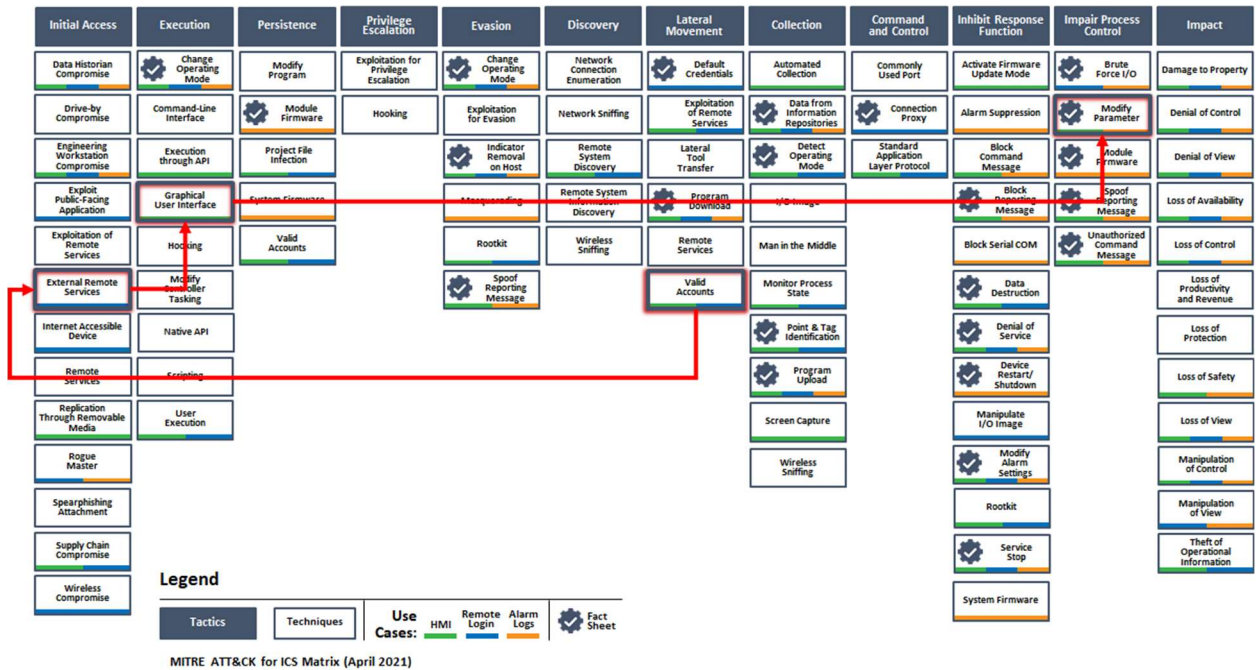 Initial Access
Execution
Persistence
Privilege
Escalation
Evasion
Discovery
Lateral
Movement
Collection
Command
and Control
Inhibit Response
Function
Impair Process
Control
Impact
Data Historian
Compromise
Drive-by
Compromise
Engineering
Workstation
Compromise
Exploit
Public-Facing
Application
Exploitation of
Remote
Services
External Remote
Services
Internet Accessible
Device
Remote
Services
Replication
Through Removable
Media
Rogue
Master
Spearphishing
Attachment
Supply Chain
Compromise
Wireless
Compromise
Change
Operating
Mode
Command-Line
Interface
Execution
through API
Graphical
User Interface
Hooking
Modify
Controller
Tasking
Native API
Scripting
User
Execution
Modify
Program
Module
Firmware
Project File
Infection
System Firmware
Valid
Accounts
Exploitation for
Privilege
Escalation
Hooking
Change
Operating
Mode
Exploitation
for Evasion
Indicator
Removal
on Host
Masquerading
Rootkit
Spoof
Reporting
Message
Network
Connection
Enumeration
Network Sniffing
Remote
System
Discovery
Remote System
Information
Discovery
Wireless
Sniffing
Default
Credentials
Exploitation
of Remote
Services
Lateral
Tool
Transfer
Program
Download
Remote
Services
Valid
Accounts
Automated
Collection
Data from
Information
Repositories
Detect
Operating
Mode
I/O Image
Man in the Middle
Monitor Process
State
Point & Tag
Identification
Program
Upload
Screen Capture
Wireless
Sniffing
Commonly
Used Port
Connection
Proxy
Standard
Application
Layer Protocol
Activate Firmware
Update Mode
Alarm Suppression
Block
Command
Message
Block
Reporting
Message
Block Serial COM
Data
Destruction
Denial of
Service
Device
Restart/
Shutdown
Manipulate
I/O Image
Modify
Alarm
Settings
Rootkit
Service
Stop
System Firmware
Brute
Force I/O
Modify
Parameter
Module
Firmware
Spoof
Reporting
Message
Unauthorized
Command
Message
Damage to Property
Denial of Control
Denial of View
Loss of Availability
Loss of Control
Loss of
Productivity
and Revenue
Loss of
Protection
Loss of Safety
Loss of View
Manipulation
of Control
Manipulation
of View
Theft of
Operational
Information
Legend
Tactics
Techniques
Use
Cases:
HMI
Remote
Login
Alarm
Logs
Fact
Sheet
MITRE ATT&CK for ICS Matrix (April 2021)